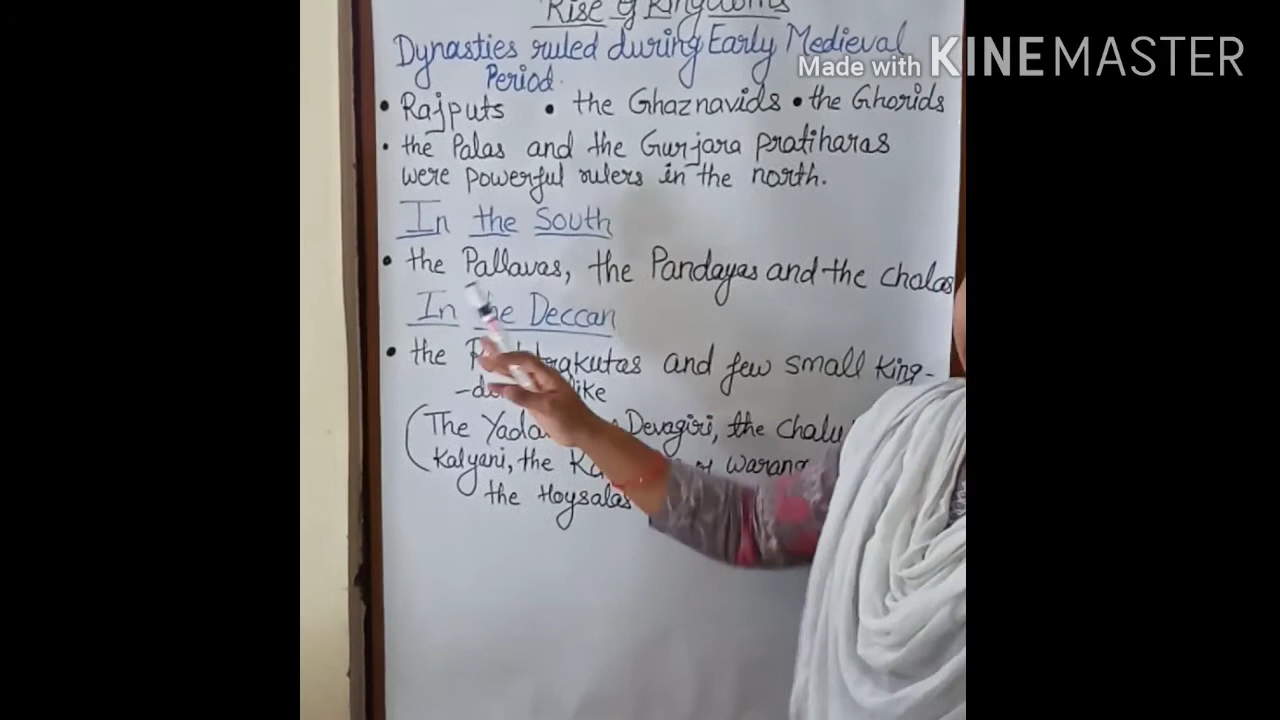 Rise of Kingdoms
Dynasties ruled during Early Medieval
Period.
Made with KINEMASTER
• Rajputs • the Ghaznavids • the Ghorids
• the Palas and the Gurjara pratiharas
were powerful rulers in the north.
In the South
• the Pallavas, the Pandayas and the cholas
In the Deccan
• the and few small king-
like
(The Devagiri, the
Kalyani, the
the Hoysalas